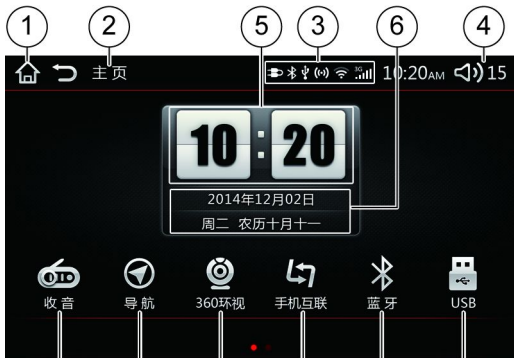 1 2 5 3 6 4
主页 3G 10:20AM 15
10:20
2014年12月02日
周二 农历十月十一
收音 导航 360环视 手机互联 蓝牙 USB